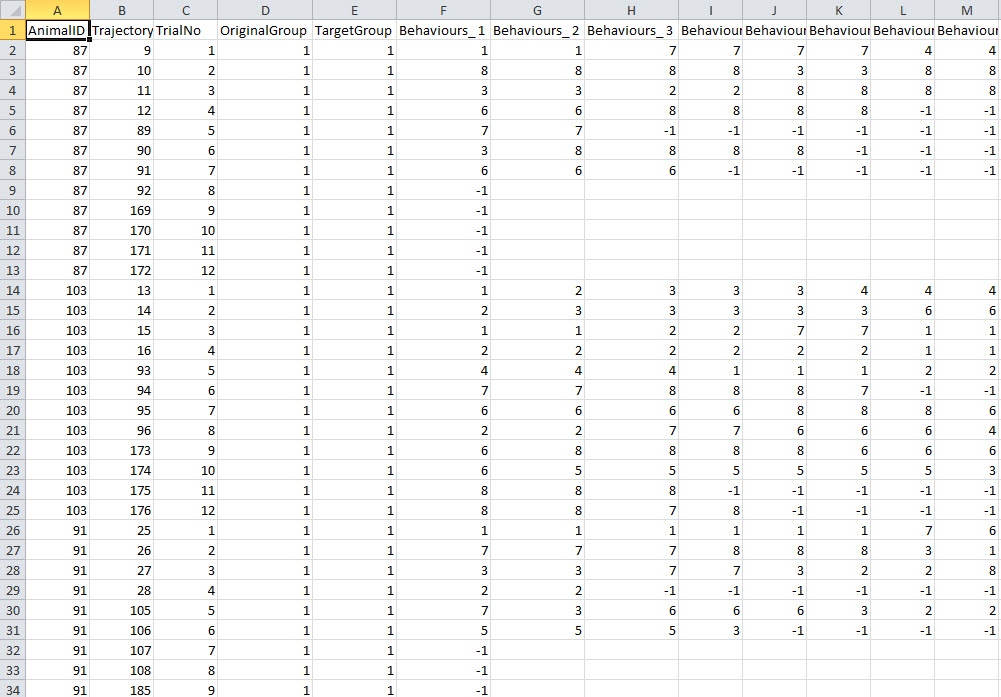 A B C D E F G H I J K L M
1 AnimalID Trajectory TrialNo OriginalGroup TargetGroup Behaviours_ 1 Behaviours_ 2 Behaviours_ 3 Behaviour Behaviour Behaviour Behaviour Behaviour
2 87 9 1 1 1 1 1 7 7 7 7 4 4
3 87 10 2 1 1 8 8 8 8 3 3 8 8
4 87 11 3 1 1 3 3 2 2 8 8 8 8
5 87 12 4 1 1 6 6 8 8 8 8 -1 -1
6 87 89 5 1 1 7 7 -1 -1 -1 -1 -1 -1
7 87 90 6 1 1 3 8 8 8 8 -1 -1 -1
8 87 91 7 1 1 6 6 6 -1 -1 -1 -1 -1
9 87 92 8 1 1 -1
10 87 169 9 1 1 -1
11 87 170 10 1 1 -1
12 87 171 11 1 1 -1
13 87 172 12 1 1 -1
14 103 13 1 1 1 1 2 3 3 3 4 4 4
15 103 14 2 1 1 2 3 3 3 3 3 6 6
16 103 15 3 1 1 1 1 2 2 7 7 1 1
17 103 16 4 1 1 2 2 2 2 2 2 1 1
18 103 93 5 1 1 4 4 4 1 1 1 2 2
19 103 94 6 1 1 7 7 8 8 8 7 -1 -1
20 103 95 7 1 1 6 6 6 6 8 8 8 6
21 103 96 8 1 1 2 2 7 7 6 6 6 4
22 103 173 9 1 1 6 8 8 8 8 6 6 6
23 103 174 10 1 1 6 5 5 5 5 5 5 3
24 103 175 11 1 1 8 8 8 -1 -1 -1 -1 -1
25 103 176 12 1 1 8 8 7 8 -1 -1 -1 -1
26 91 25 1 1 1 1 1 1 1 1 1 7 6
27 91 26 2 1 1 7 7 7 8 8 8 3 1
28 91 27 3 1 1 3 3 7 7 3 2 2 8
29 91 28 4 1 1 2 2 -1 -1 -1 -1 -1 -1
30 91 105 5 1 1 7 3 6 6 6 3 2 2
31 91 106 6 1 1 5 5 5 3 -1 -1 -1 -1
32 91 107 7 1 1 -1
33 91 108 8 1 1 -1
34 91 185 9 1 1 -1